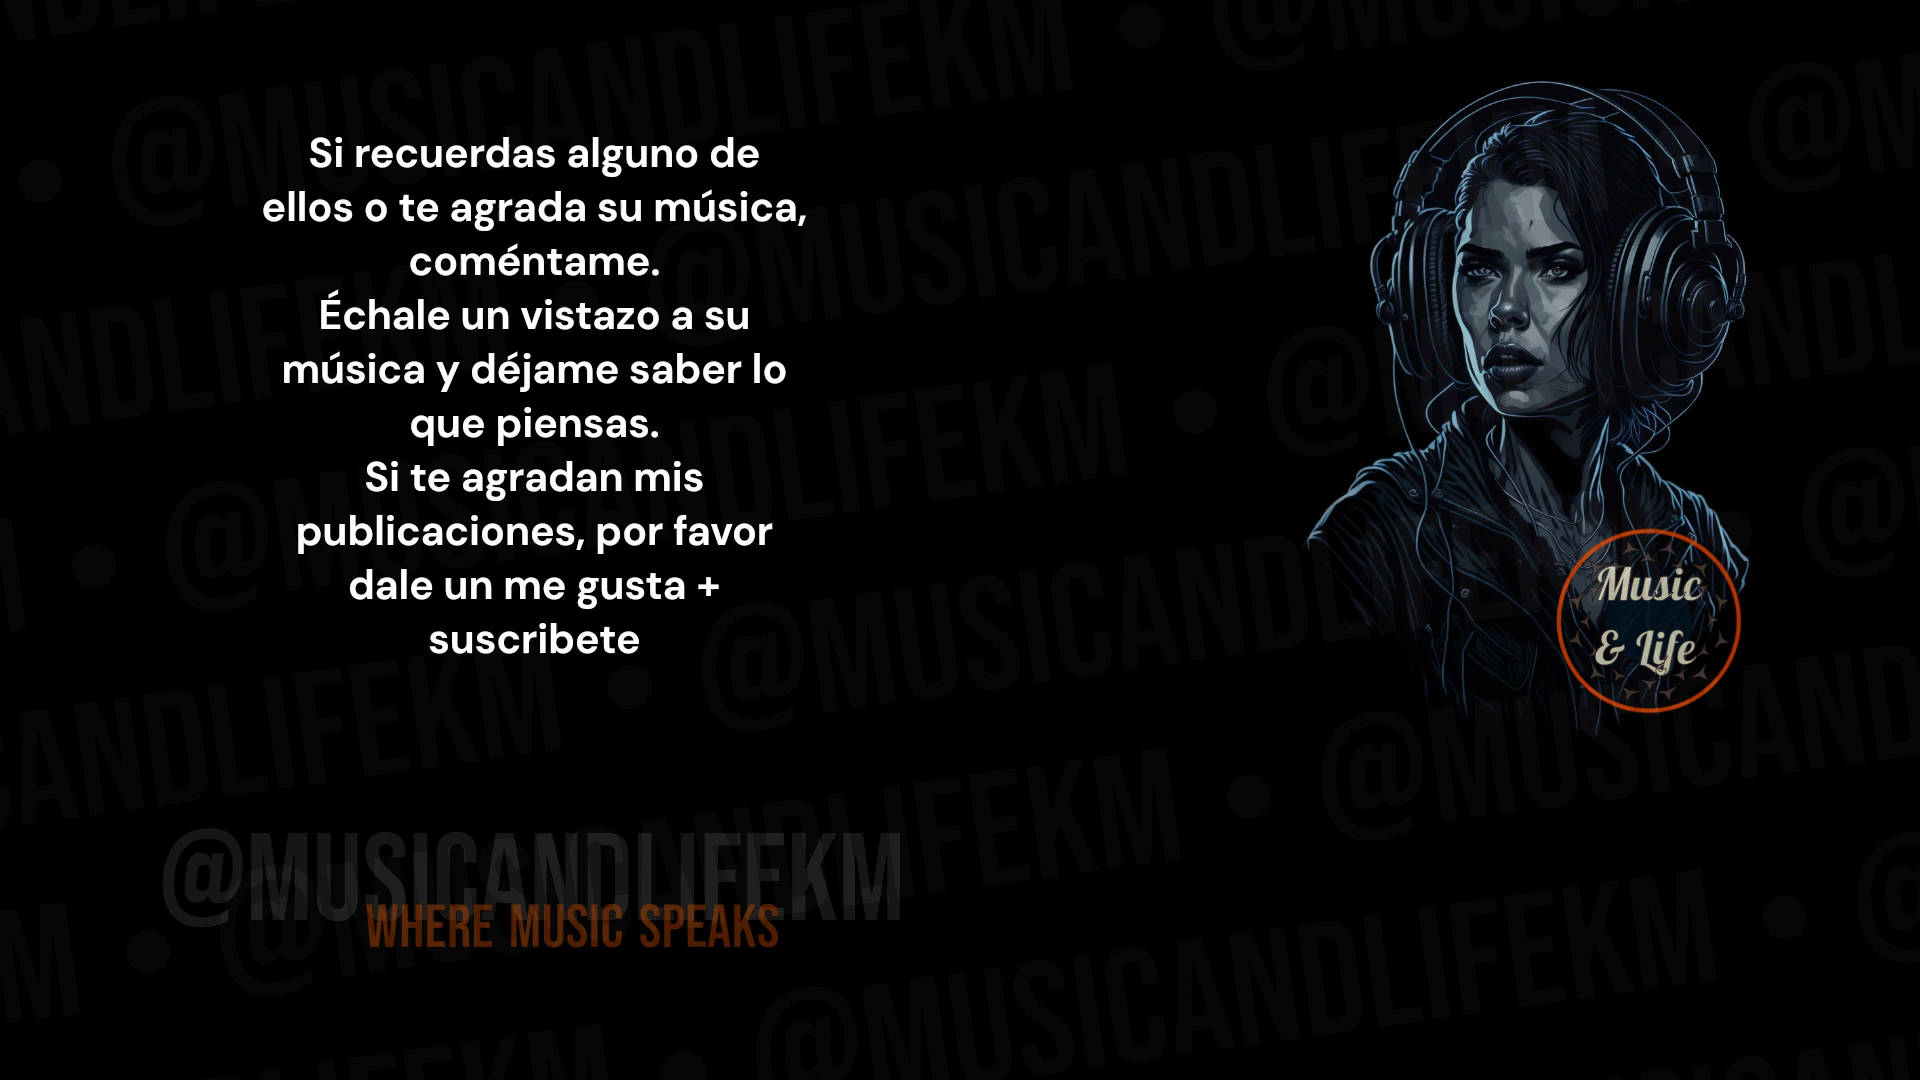 Si recuerdas alguno de
ellos o te agrada su música,
coméntame.
Échale un vistazo a su
música y déjame saber lo
que piensas.
Si te agradan mis
publicaciones, por favor
dale un me gusta +
suscribete
Music
& Life
@MUSICANDLIFEKM
WHERE MUSIC SPEAKS